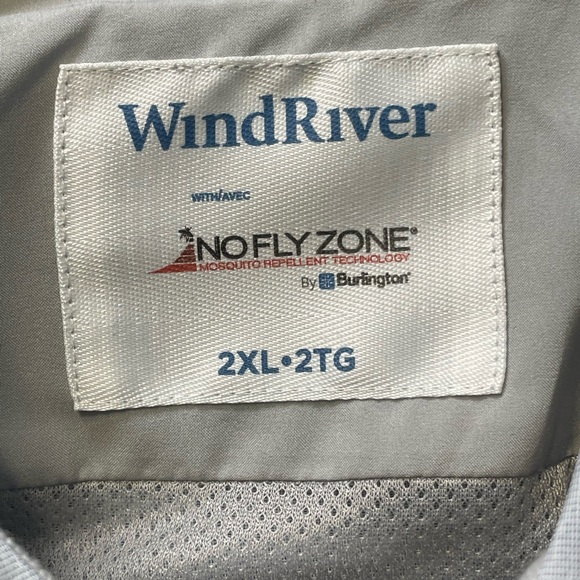 WindRiver
WITH/AVEC
NO FLY ZONE®
MOSQUITO REPELLENT TECHNOLOGY
By Burlington®
2XL•2TG